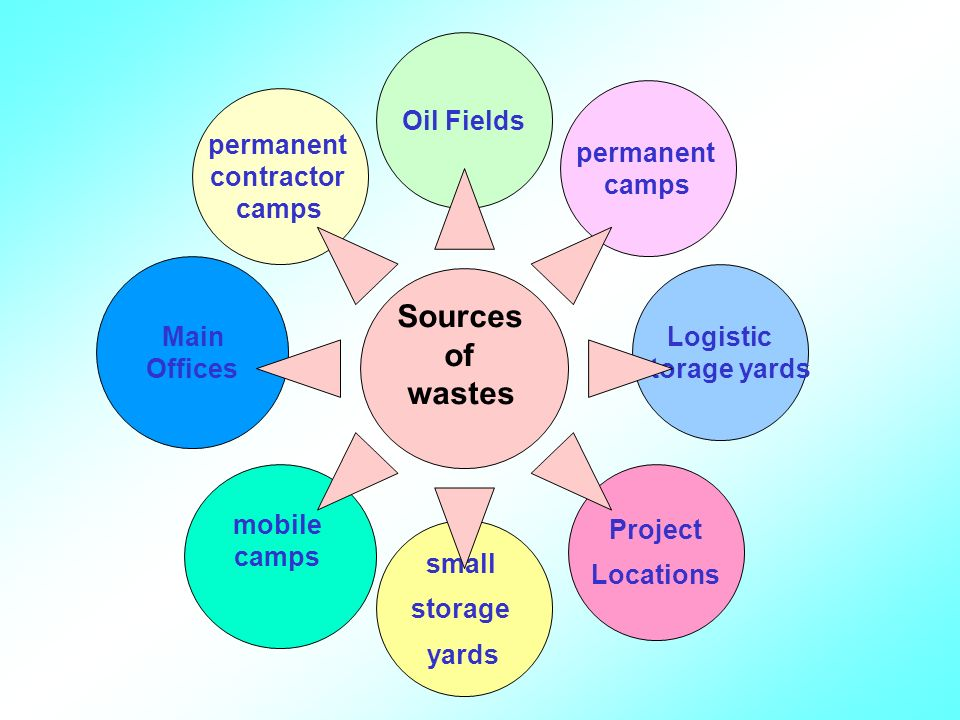 Oil Fields
permanent
contractor
camps
permanent
camps
Sources
of
wastes
Main
Offices
Logistic
storage yards
mobile
camps
Project
Locations
small
storage
yards